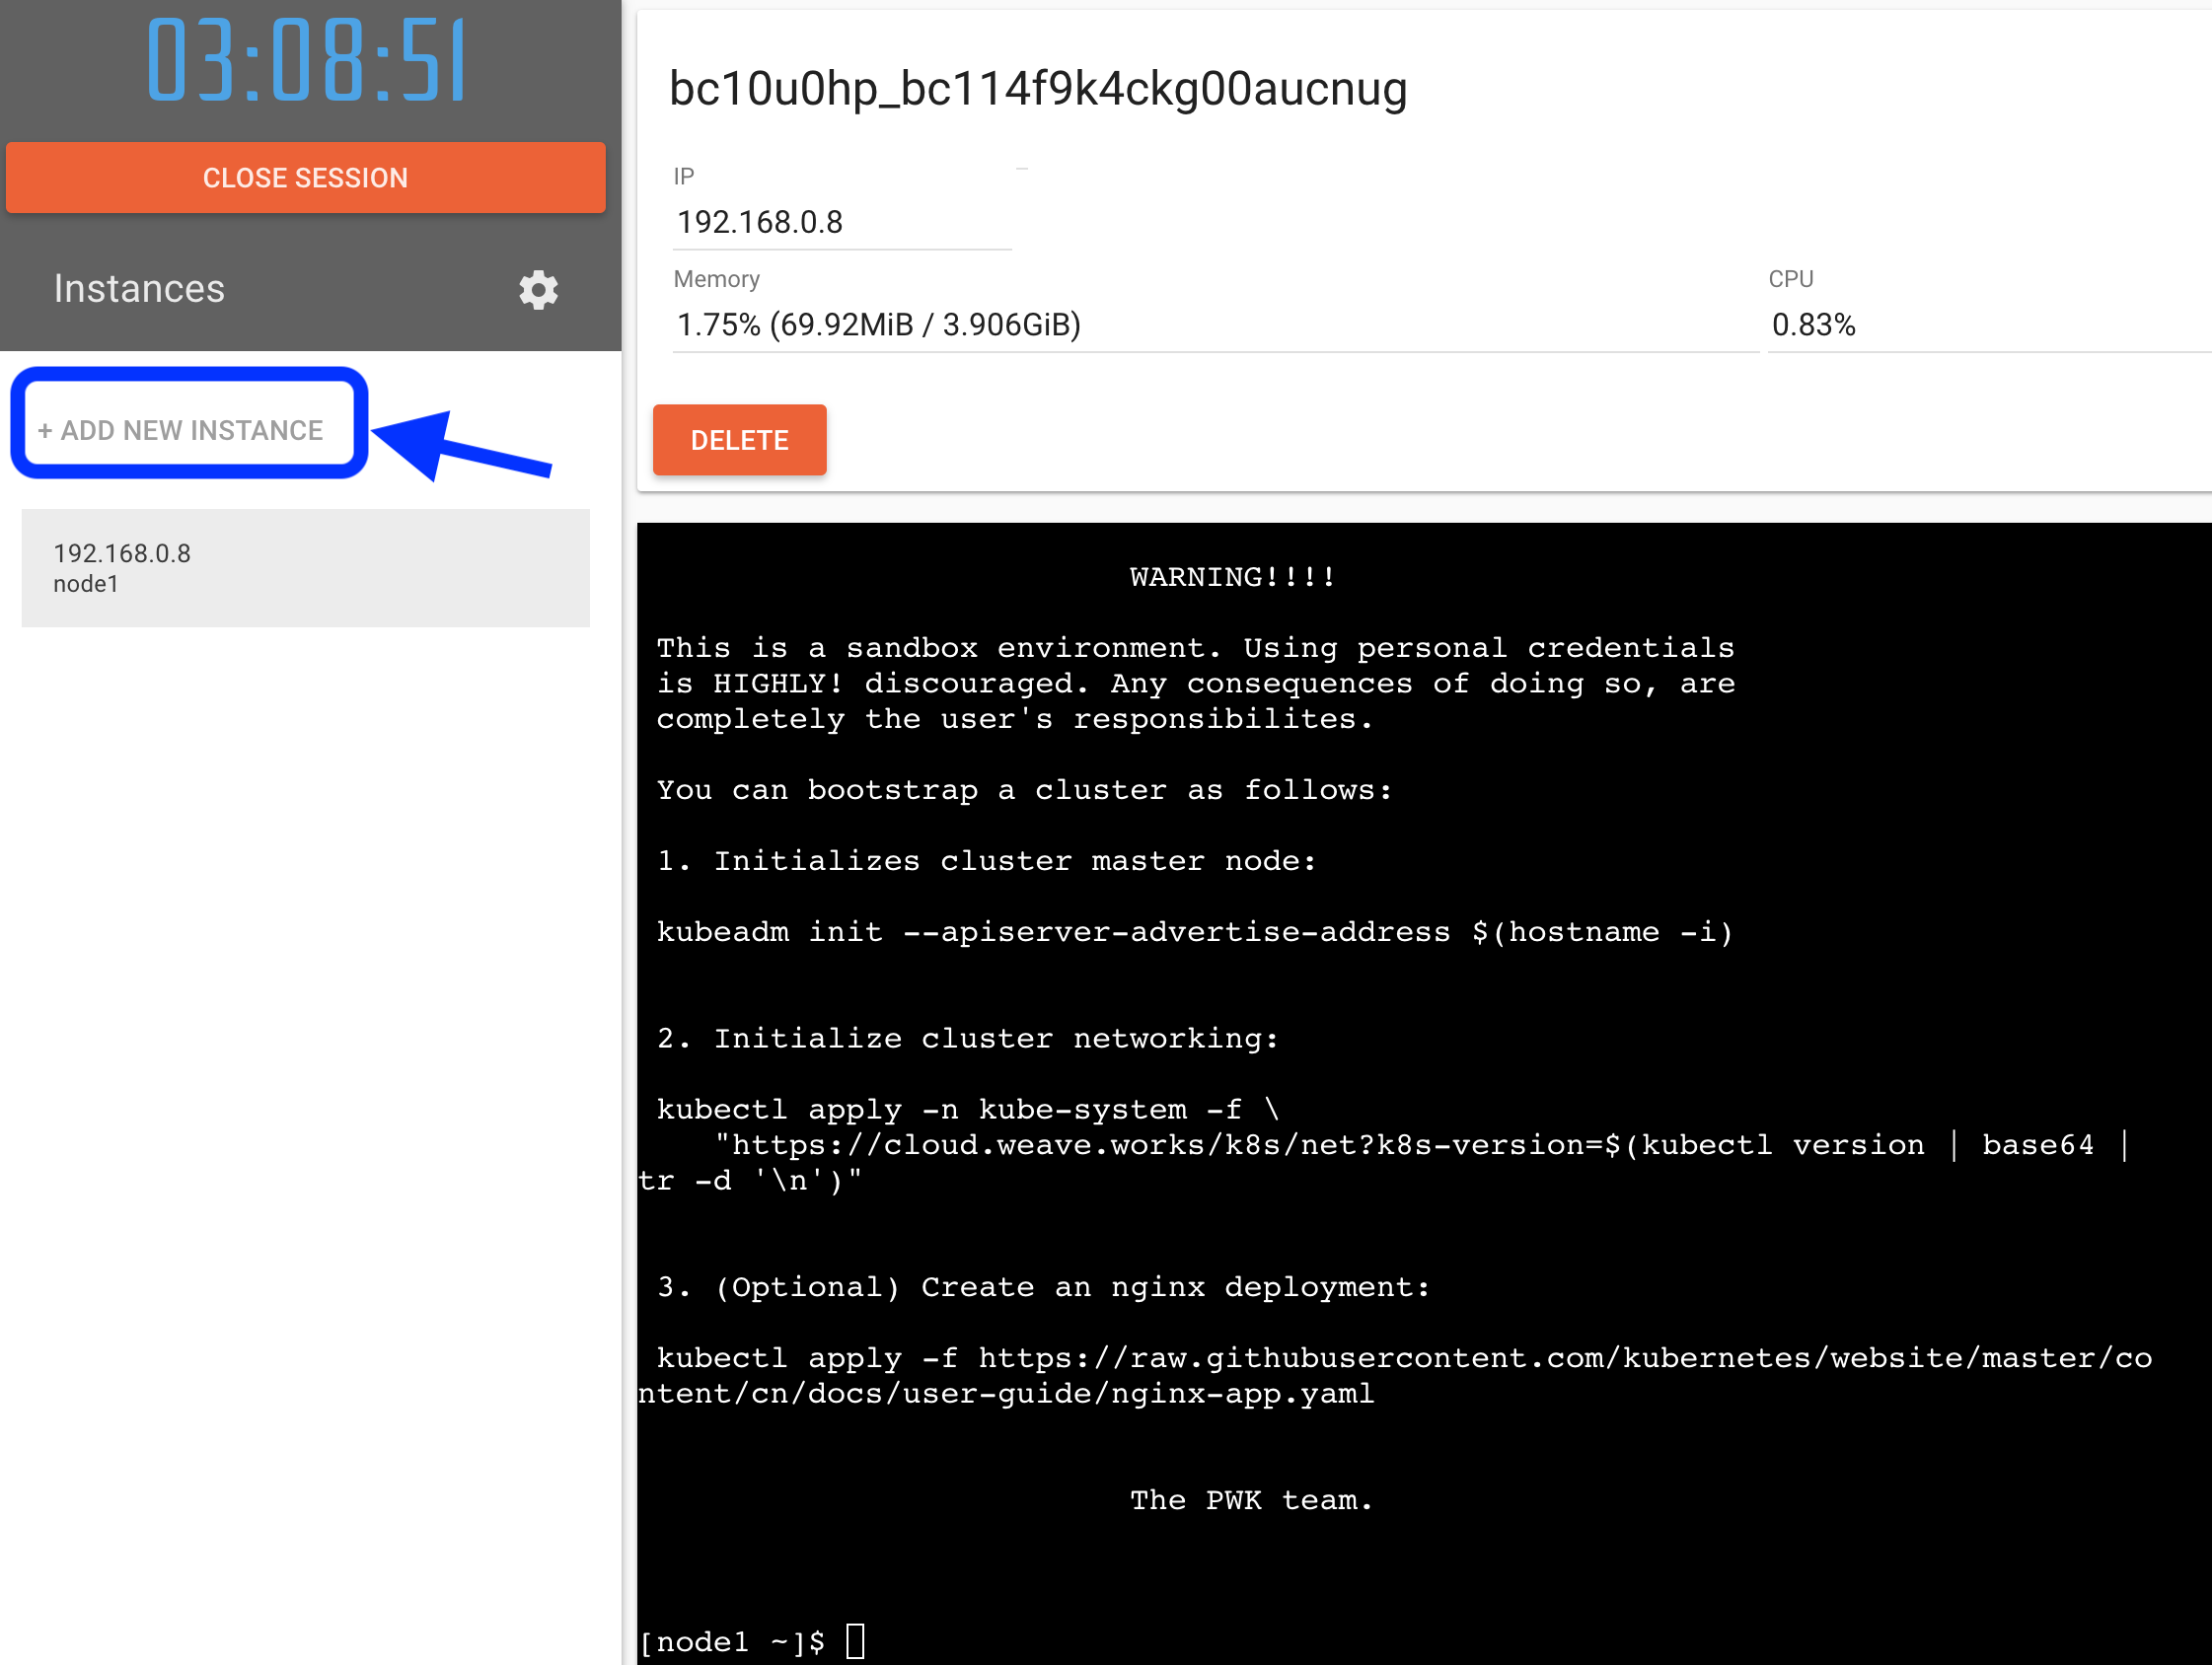 03:08:51
CLOSE SESSION
Instances
+ ADD NEW INSTANCE
192.168.0.8
node1
bc10u0hp_bc114f9k4ckg00aucnug
IP
192.168.0.8
Memory
CPU
1.75% (69.92MiB / 3.906GiB)
0.83%
DELETE
WARNING!!!!
This is a sandbox environment. Using personal credentials
is HIGHLY! discouraged. Any consequences of doing so, are
completely the user's responsibilites.
You can bootstrap a cluster as follows:
1. Initializes cluster master node:
kubeadm init --apiserver-advertise-address $(hostname -i)
2. Initialize cluster networking:
kubectl apply -n kube-system -f \
"https://cloud.weave.works/k8s/net?k8s-version=$(kubectl version | base64 |
tr -d '\n')"
3. (Optional) Create an nginx deployment:
kubectl apply -f https://raw.githubusercontent.com/kubernetes/website/master/co
ntent/cn/docs/user-guide/nginx-app.yaml
The PWK team.
[node1 ~]$